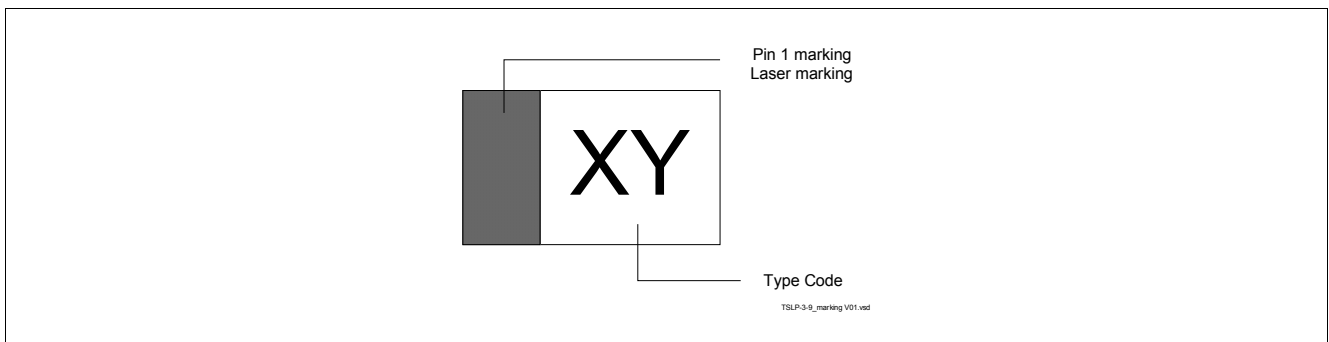 Pin 1 marking
Laser marking
XY
Type Code
TSLP-3-9_marking V01.vsd